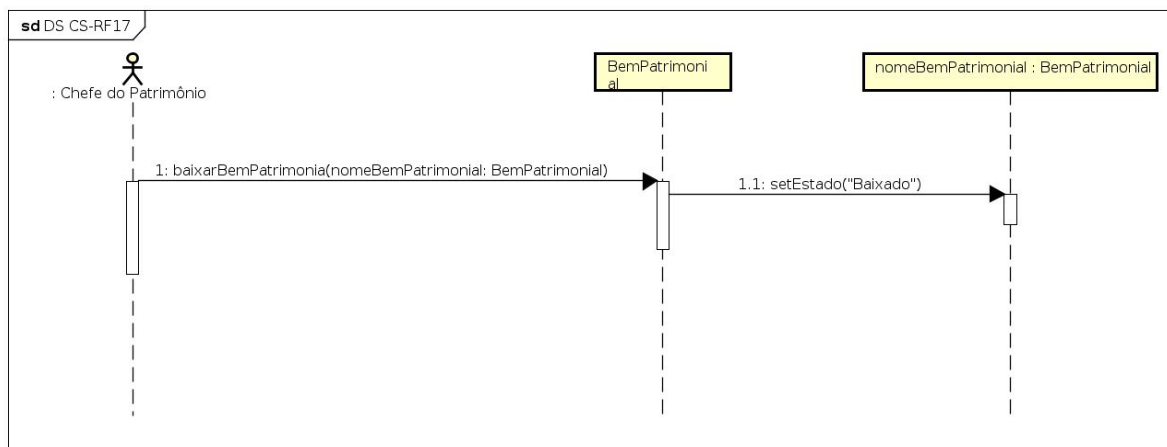 sd DS CS-RF17
: Chefe do Patrimônio
BemPatrimoni
al
nomeBemPatrimonial : BemPatrimonial
1: baixarBemPatrimonia(nomeBemPatrimonial: BemPatrimonial)
1.1: setEstado("Baixado")